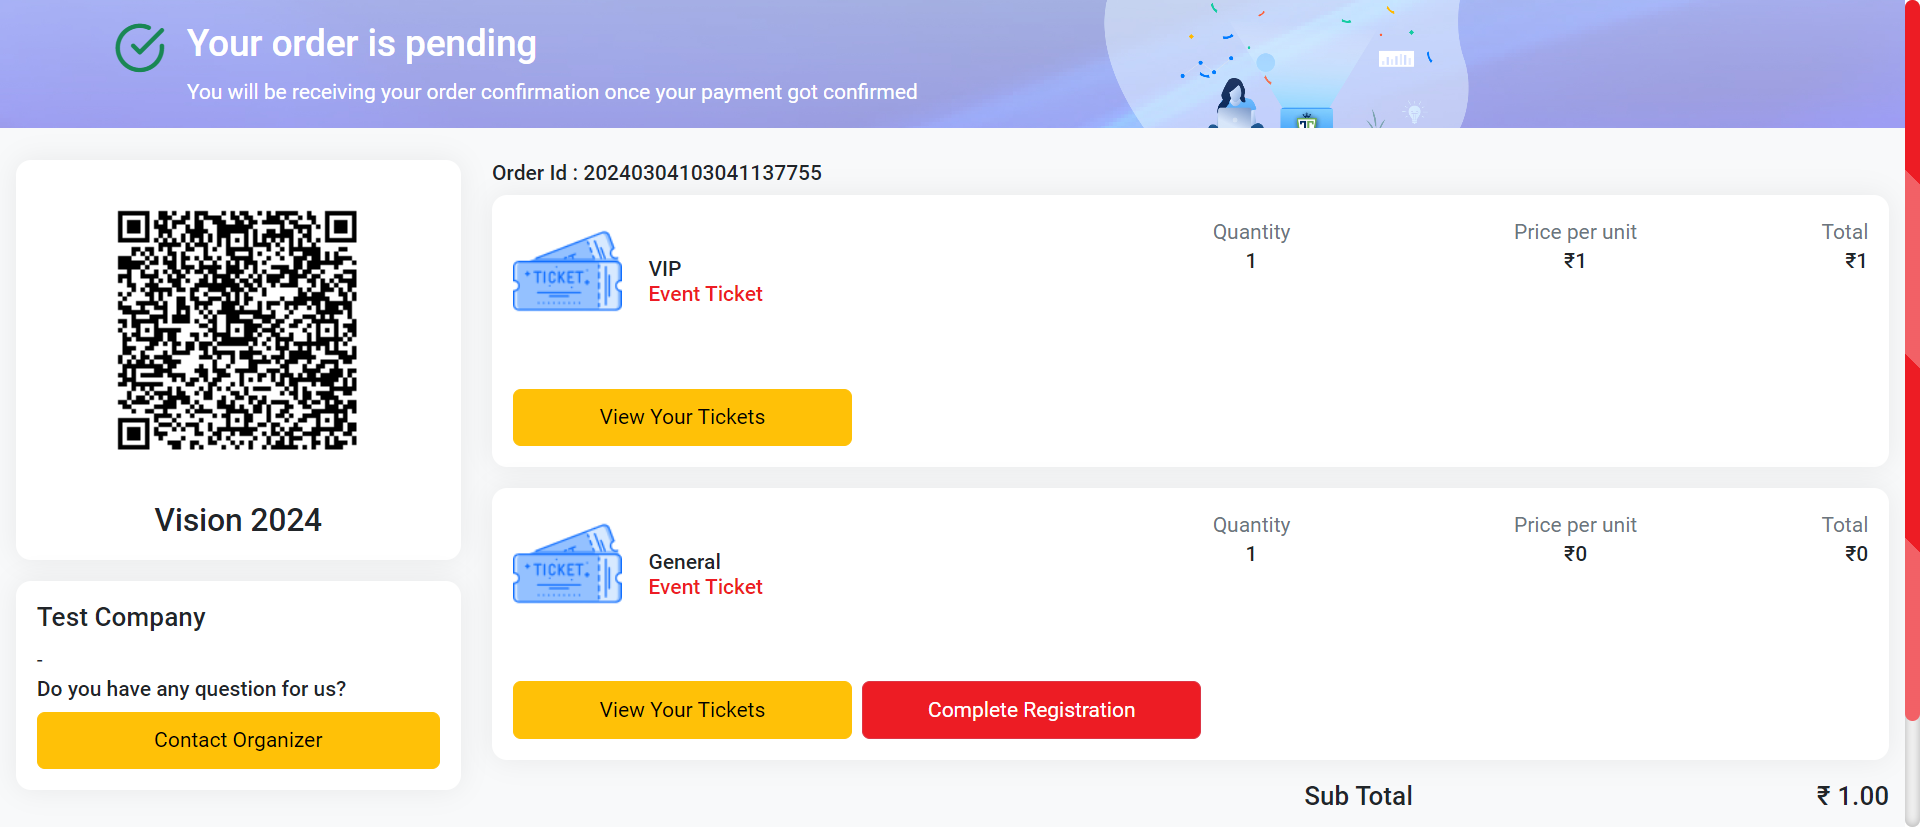 Your order is pending
You will be receiving your order confirmation once your payment got confirmed
Vision 2024
Test Company
-
Do you have any question for us?
Contact Organizer
Order Id : 20240304103041137755
TICKET
VIP
Event Ticket
Quantity
1
Price per unit
₹1
Total
₹1
View Your Tickets
TICKET
General
Event Ticket
Quantity
1
Price per unit
₹0
Total
₹0
View Your Tickets
Complete Registration
Sub Total
₹ 1.00